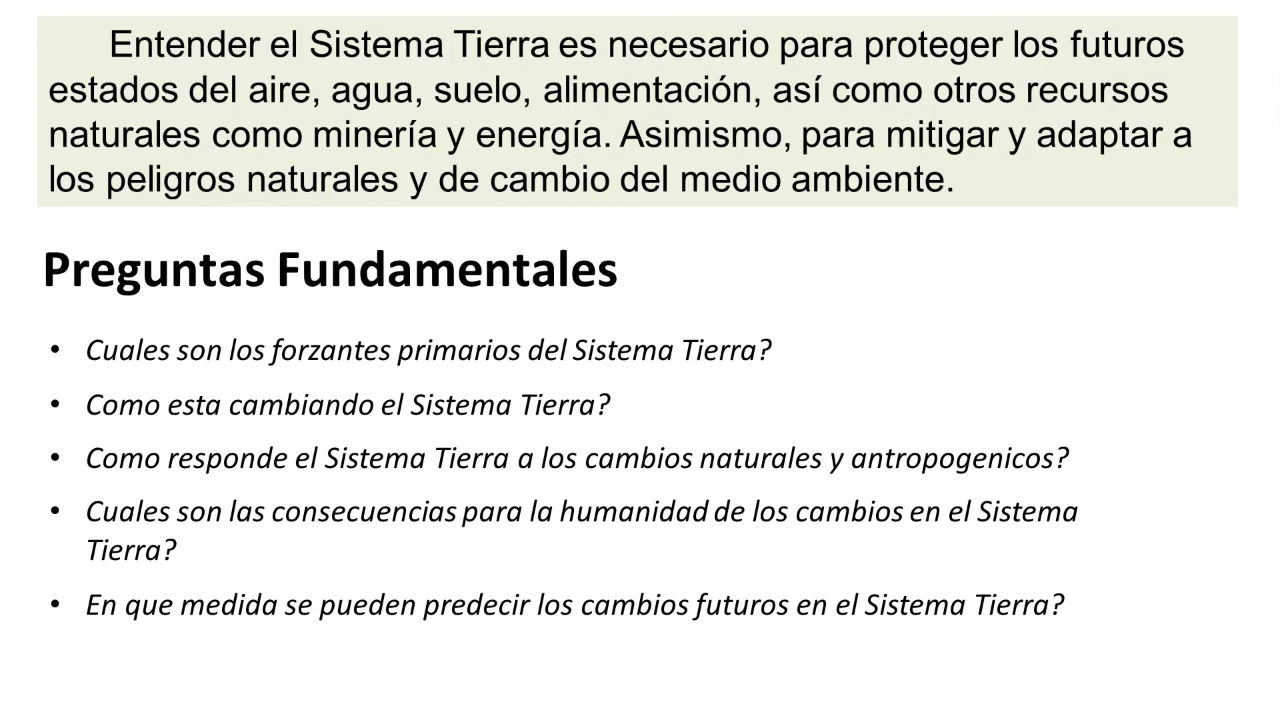 Entender el Sistema Tierra es necesario para proteger los futuros
estados del aire, agua, suelo, alimentación, así como otros recursos
naturales como minería y energía. Asimismo, para mitigar y adaptar a
los peligros naturales y de cambio del medio ambiente.
Preguntas Fundamentales
• Cuales son los forzantes primarios del Sistema Tierra?
• Como esta cambiando el Sistema Tierra?
• Como responde el Sistema Tierra a los cambios naturales y antropogenicos?
• Cuales son las consecuencias para la humanidad de los cambios en el Sistema
Tierra?
• En que medida se pueden predecir los cambios futuros en el Sistema Tierra?